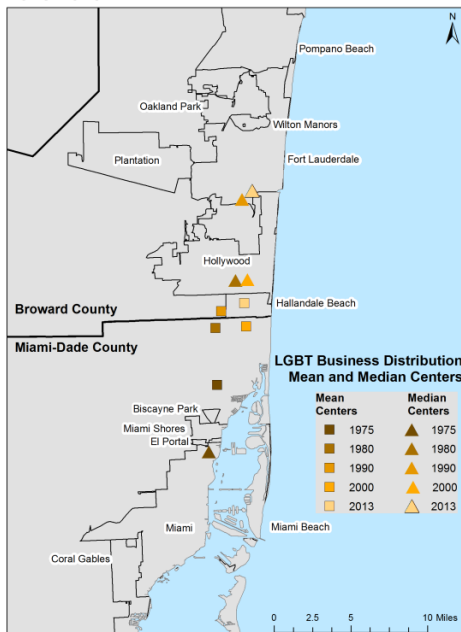 N
Pompano Beach
Oakland Park
Wilton Manors
Plantation
Fort Lauderdale
Hollywood
Broward County
Hallandale Beach
Miami-Dade County
LGBT Business Distribution
Mean and Median Centers
Mean Centers
Median Centers
1975
1975
1980
1980
1990
1990
2000
2000
2013
2013
Biscayne Park
Miami Shores
El Portal
Miami
Miami Beach
Coral Gables
0 2.5 5 10 Miles